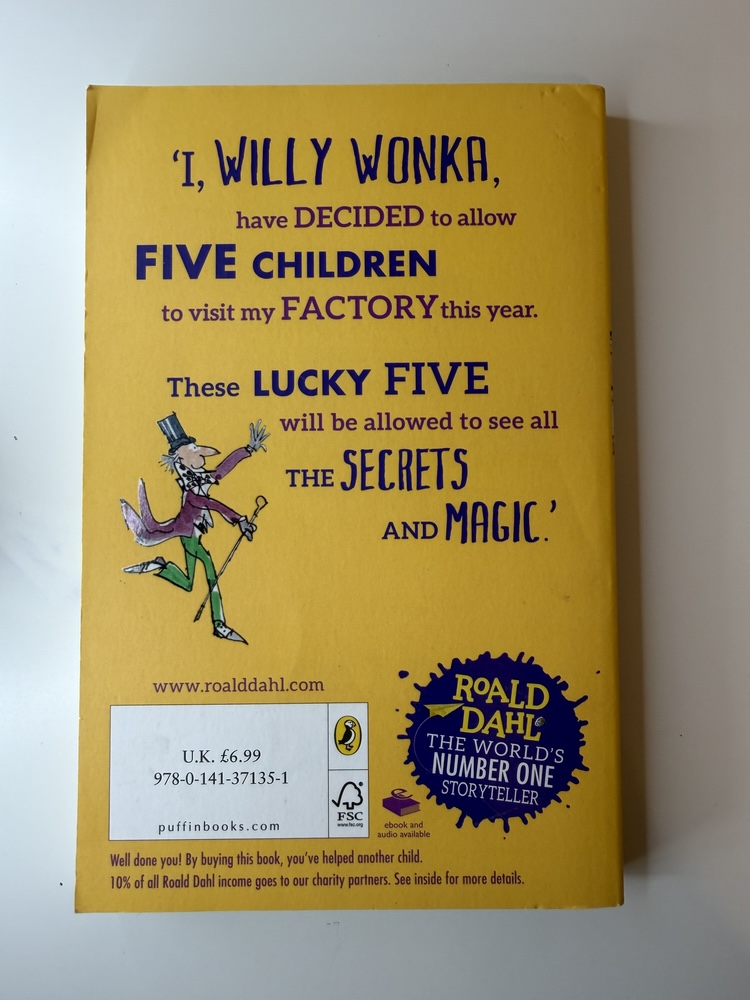 ‘I, WILLY WONKA,
have DECIDED to allow
FIVE CHILDREN
to visit my FACTORY this year.
These LUCKY FIVE
will be allowed to see all
THE SECRETS
AND MAGIC.’
www.roalddahl.com
U.K. £6.99
978-0-141-37135-1
puffinbooks.com
FSC
www.fsc.org
ebook and
audio available
ROALD
DAHL
THE WORLD'S
NUMBER ONE
STORYTELLER
Well done you! By buying this book, you've helped another child.
10% of all Roald Dahl income goes to our charity partners. See inside for more details.